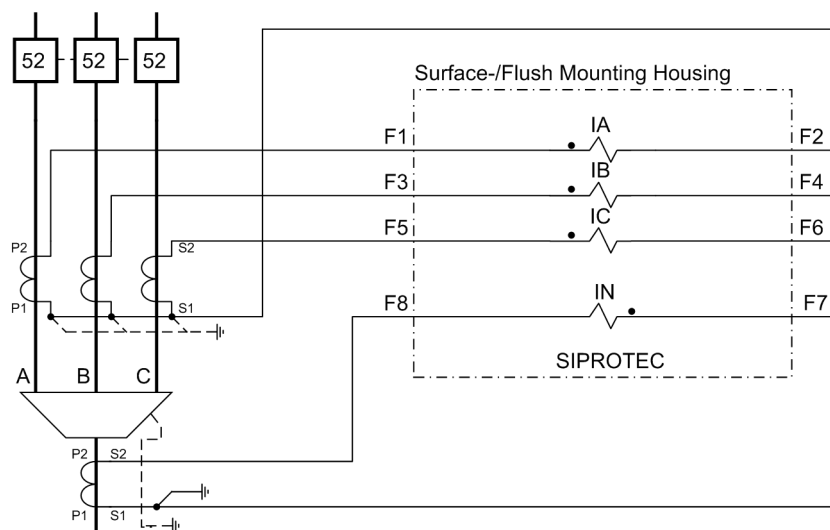 52 52 52
Surface-/Flush Mounting Housing
F1 IA F2
F3 IB F4
F5 IC F6
P2 S2
P1 S1
F8 IN F7
SIPROTEC
A B C
P2 S2
P1 S1